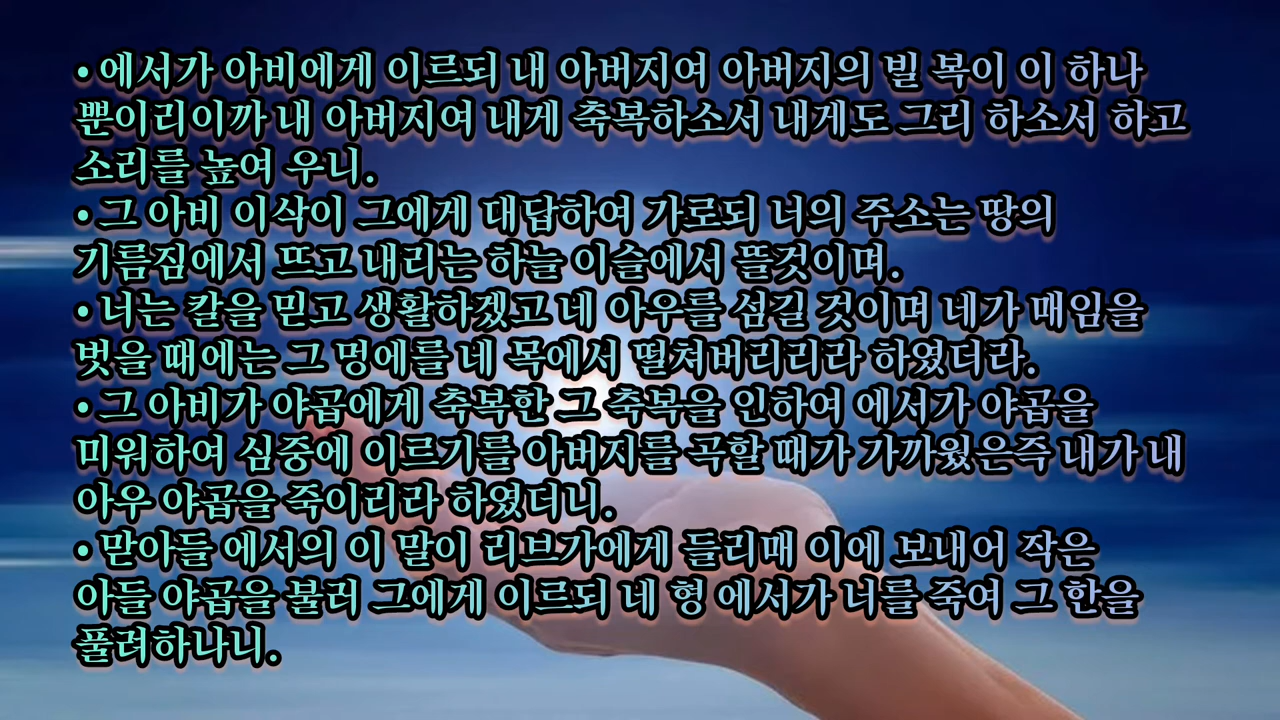 • 에서가 아비에게 이르되 내 아버지여 아버지의 빌 복이 이 하나
뿐이리이까 내 아버지여 내게 축복하소서 내게도 그리 하소서 하고
소리를 높여 우니.
• 그 아비 이삭이 그에게 대답하여 가로되 너의 주소는 땅의
기름짐에서 뜨고 내리는 하늘 이슬에서 뜰것이며.
• 너는 칼을 믿고 생활하겠고 네 아우를 섬길 것이며 네가 매임을
벗을 때에는 그 멍에를 네 목에서 떨쳐버리리라 하였더라.
• 그 아비가 야곱에게 축복한 그 축복을 인하여 에서가 야곱을
미워하여 심중에 이르기를 아버지를 곡할 때가 가까웠은즉 내가 내
아우 야곱을 죽이리라 하였더니.
• 맏아들 에서의 이 말이 리브가에게 들리매 이에 보내어 작은
아들 야곱을 불러 그에게 이르되 네 형 에서가 너를 죽여 그 한을
풀려하나니.